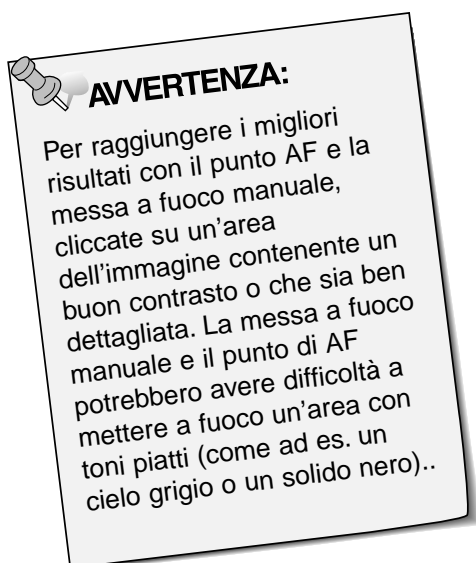 AVVERTENZA:
Per raggiungere i migliori
risultati con il punto AF e la
messa a fuoco manuale,
cliccate su un'area
dell'immagine contenente un
buon contrasto o che sia ben
dettagliata. La messa a fuoco
manuale e il punto di AF
potrebbero avere difficoltà a
mettere a fuoco un'area con
toni piatti (come ad es. un
cielo grigio o un solido nero)..